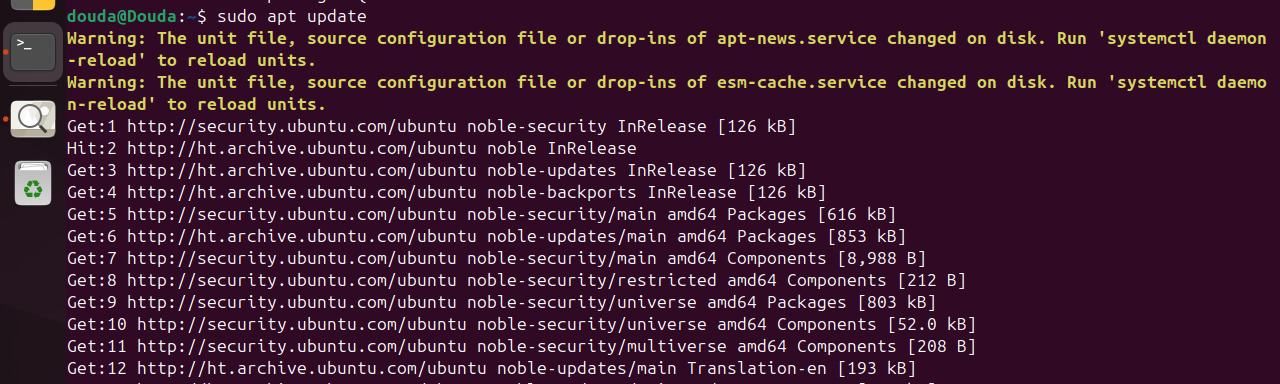 douda@Douda:~$ sudo apt update
Warning: The unit file, source configuration file or drop-ins of apt-news.service changed on disk. Run 'systemctl daemon
-reload' to reload units.
Warning: The unit file, source configuration file or drop-ins of esm-cache.service changed on disk. Run 'systemctl daemo
n-reload' to reload units.
Get:1 http://security.ubuntu.com/ubuntu noble-security InRelease [126 kB]
Hit:2 http://ht.archive.ubuntu.com/ubuntu noble InRelease
Get:3 http://ht.archive.ubuntu.com/ubuntu noble-updates InRelease [126 kB]
Get:4 http://ht.archive.ubuntu.com/ubuntu noble-backports InRelease [126 kB]
Get:5 http://security.ubuntu.com/ubuntu noble-security/main amd64 Packages [616 kB]
Get:6 http://ht.archive.ubuntu.com/ubuntu noble-updates/main amd64 Packages [853 kB]
Get:7 http://security.ubuntu.com/ubuntu noble-security/main amd64 Components [8,988 B]
Get:8 http://security.ubuntu.com/ubuntu noble-security/restricted amd64 Components [212 B]
Get:9 http://security.ubuntu.com/ubuntu noble-security/universe amd64 Packages [803 kB]
Get:10 http://security.ubuntu.com/ubuntu noble-security/universe amd64 Components [52.0 kB]
Get:11 http://security.ubuntu.com/ubuntu noble-security/multiverse amd64 Components [208 B]
Get:12 http://ht.archive.ubuntu.com/ubuntu noble-updates/main Translation-en [193 kB]